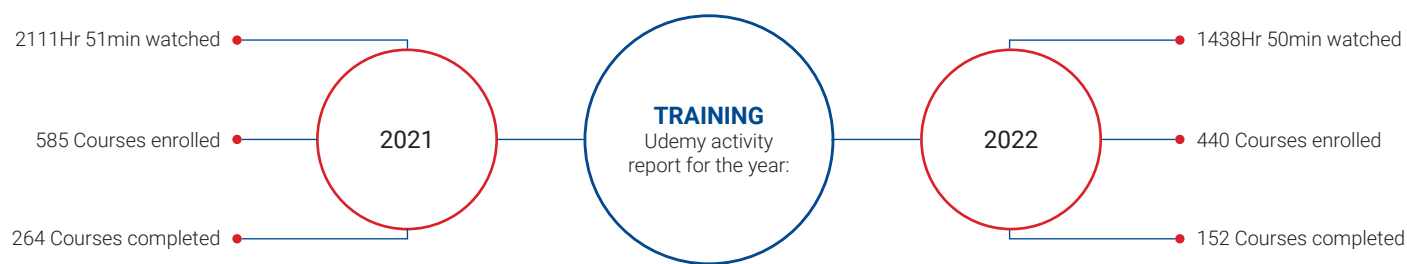 2111Hr 51min watched
585 Courses enrolled
264 Courses completed
2021
TRAINING
Udemy activity
report for the year:
2022
1438Hr 50min watched
440 Courses enrolled
152 Courses completed